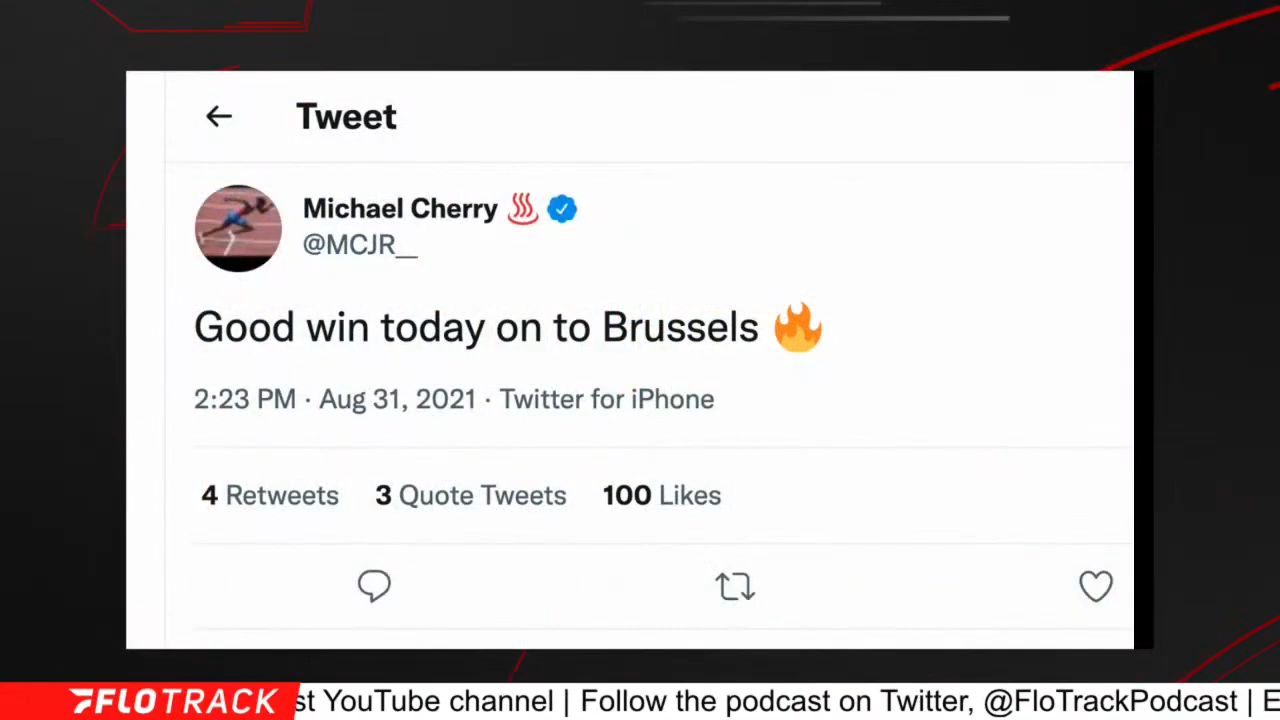 Tweet
Michael Cherry ♨️
@MCJR__
Good win today on to Brussels 🔥
2:23 PM · Aug 31, 2021 · Twitter for iPhone
4 Retweets 3 Quote Tweets 100 Likes
FLOTRACK st YouTube channel | Follow the podcast on Twitter, @FloTrackPodcast |